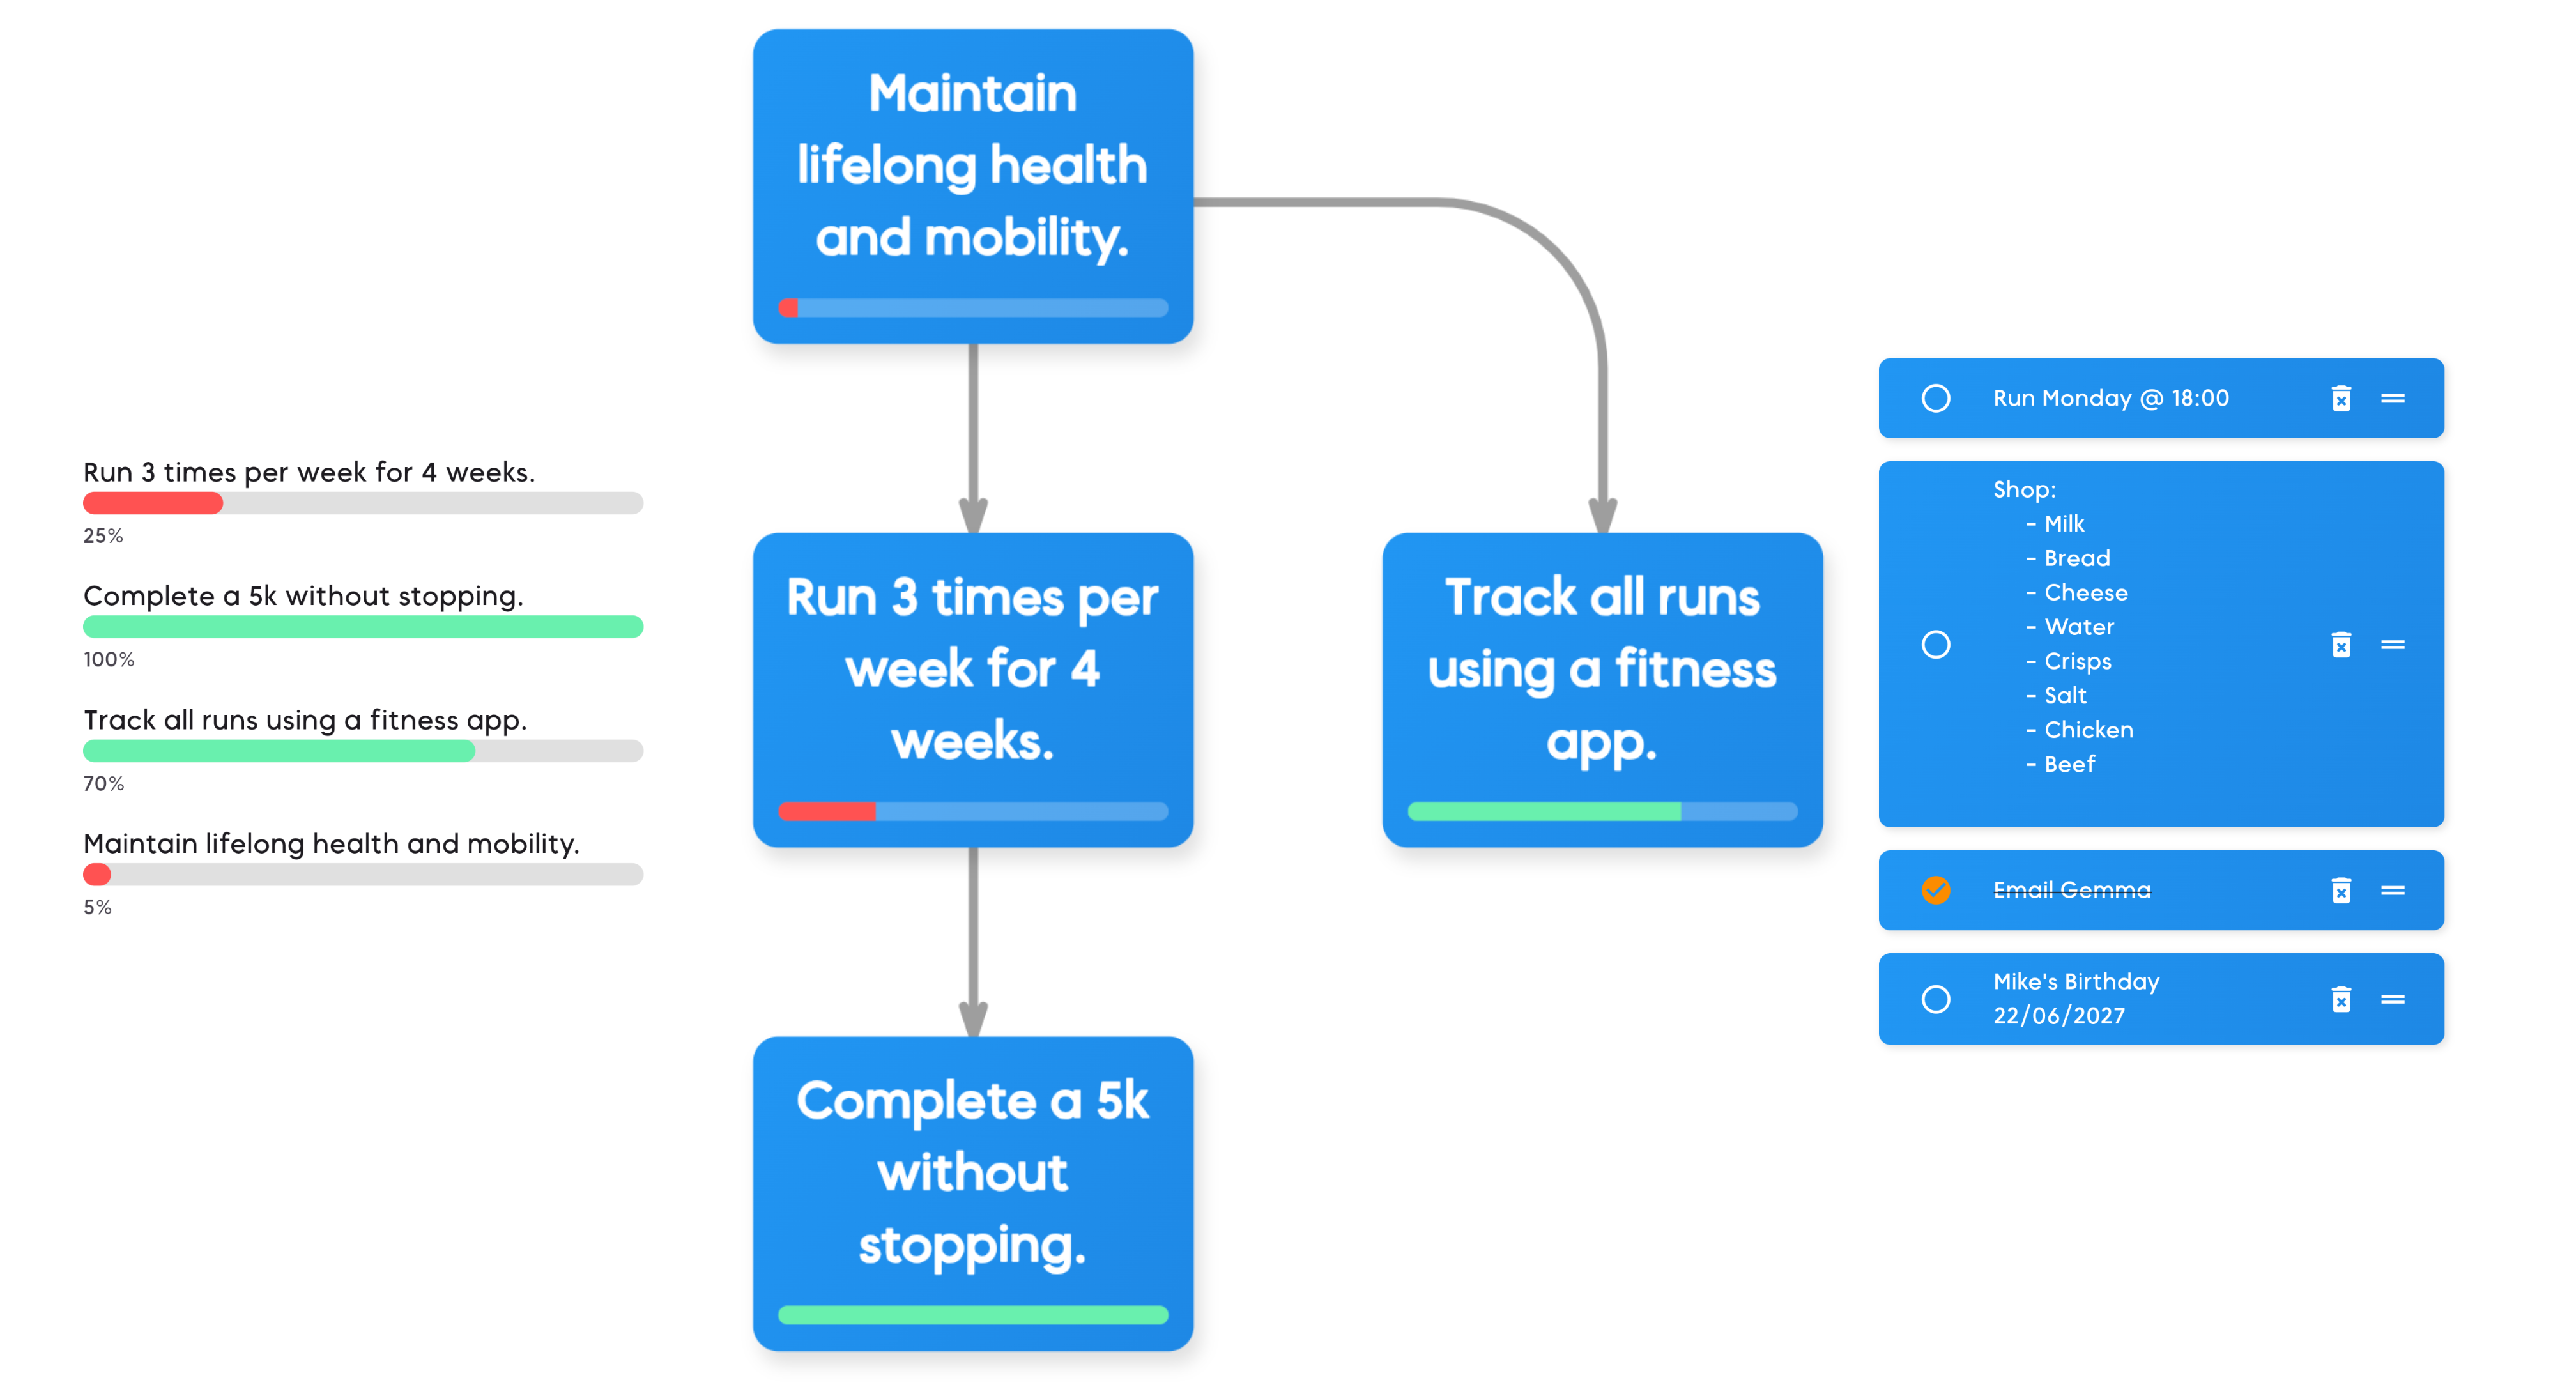 Run 3 times per week for 4 weeks.
25%
Complete a 5k without stopping.
100%
Track all runs using a fitness app.
70%
Maintain lifelong health and mobility.
5%
Maintain
lifelong health
and mobility.
Run 3 times per
week for 4
weeks.
Track all runs
using a fitness
app.
Complete a 5k
without
stopping.
Run Monday @ 18:00
Shop:
- Milk
- Bread
- Cheese
- Water
- Crisps
- Salt
- Chicken
- Beef
Email Gemma
Mike's Birthday
22/06/2027